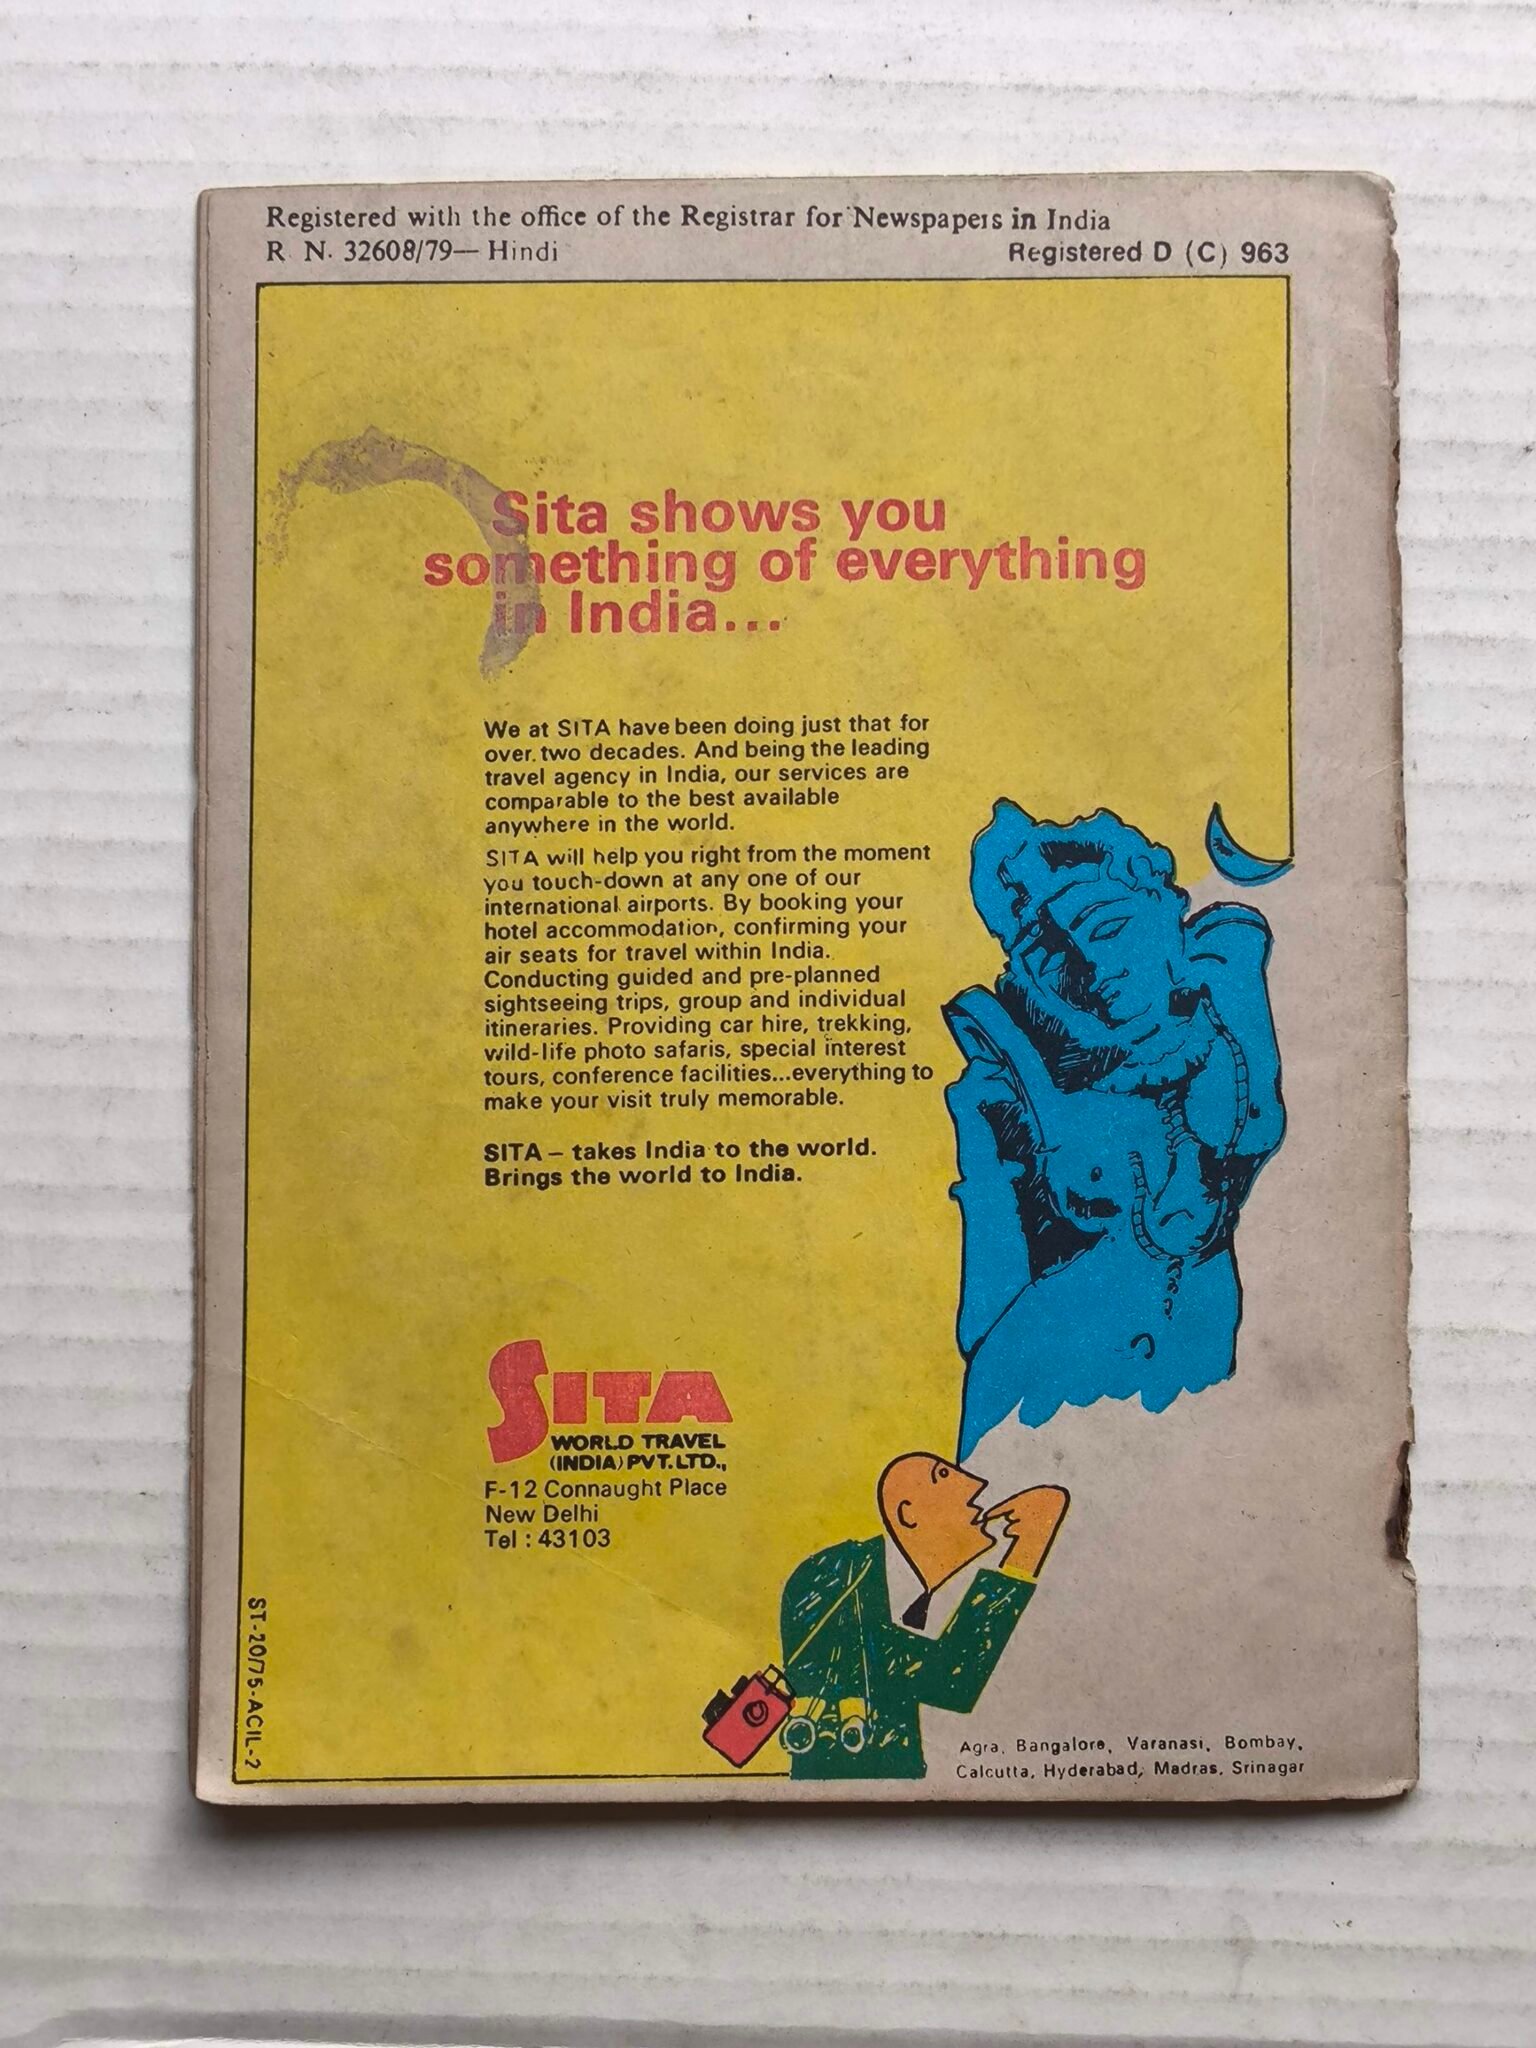 Registered with the office of the Registrar for Newspapers in India
R. N. 32608/79— Hindi Registered D (C) 963
Sita shows you
something of everything
in India...
We at SITA have been doing just that for
over two decades. And being the leading
travel agency in India, our services are
comparable to the best available
anywhere in the world.
SITA will help you right from the moment
you touch-down at any one of our
international airports. By booking your
hotel accommodation, confirming your
air seats for travel within India.
Conducting guided and pre-planned
sightseeing trips, group and individual
itineraries. Providing car hire, trekking,
wild-life photo safaris, special interest
tours, conference facilities...everything to
make your visit truly memorable.
SITA – takes India to the world.
Brings the world to India.
SITA
WORLD TRAVEL
(INDIA) PVT. LTD.,
F-12 Connaught Place
New Delhi
Tel : 43103
ST-20/75-ACIL-2
Agra, Bangalore, Varanasi, Bombay,
Calcutta, Hyderabad, Madras, Srinagar